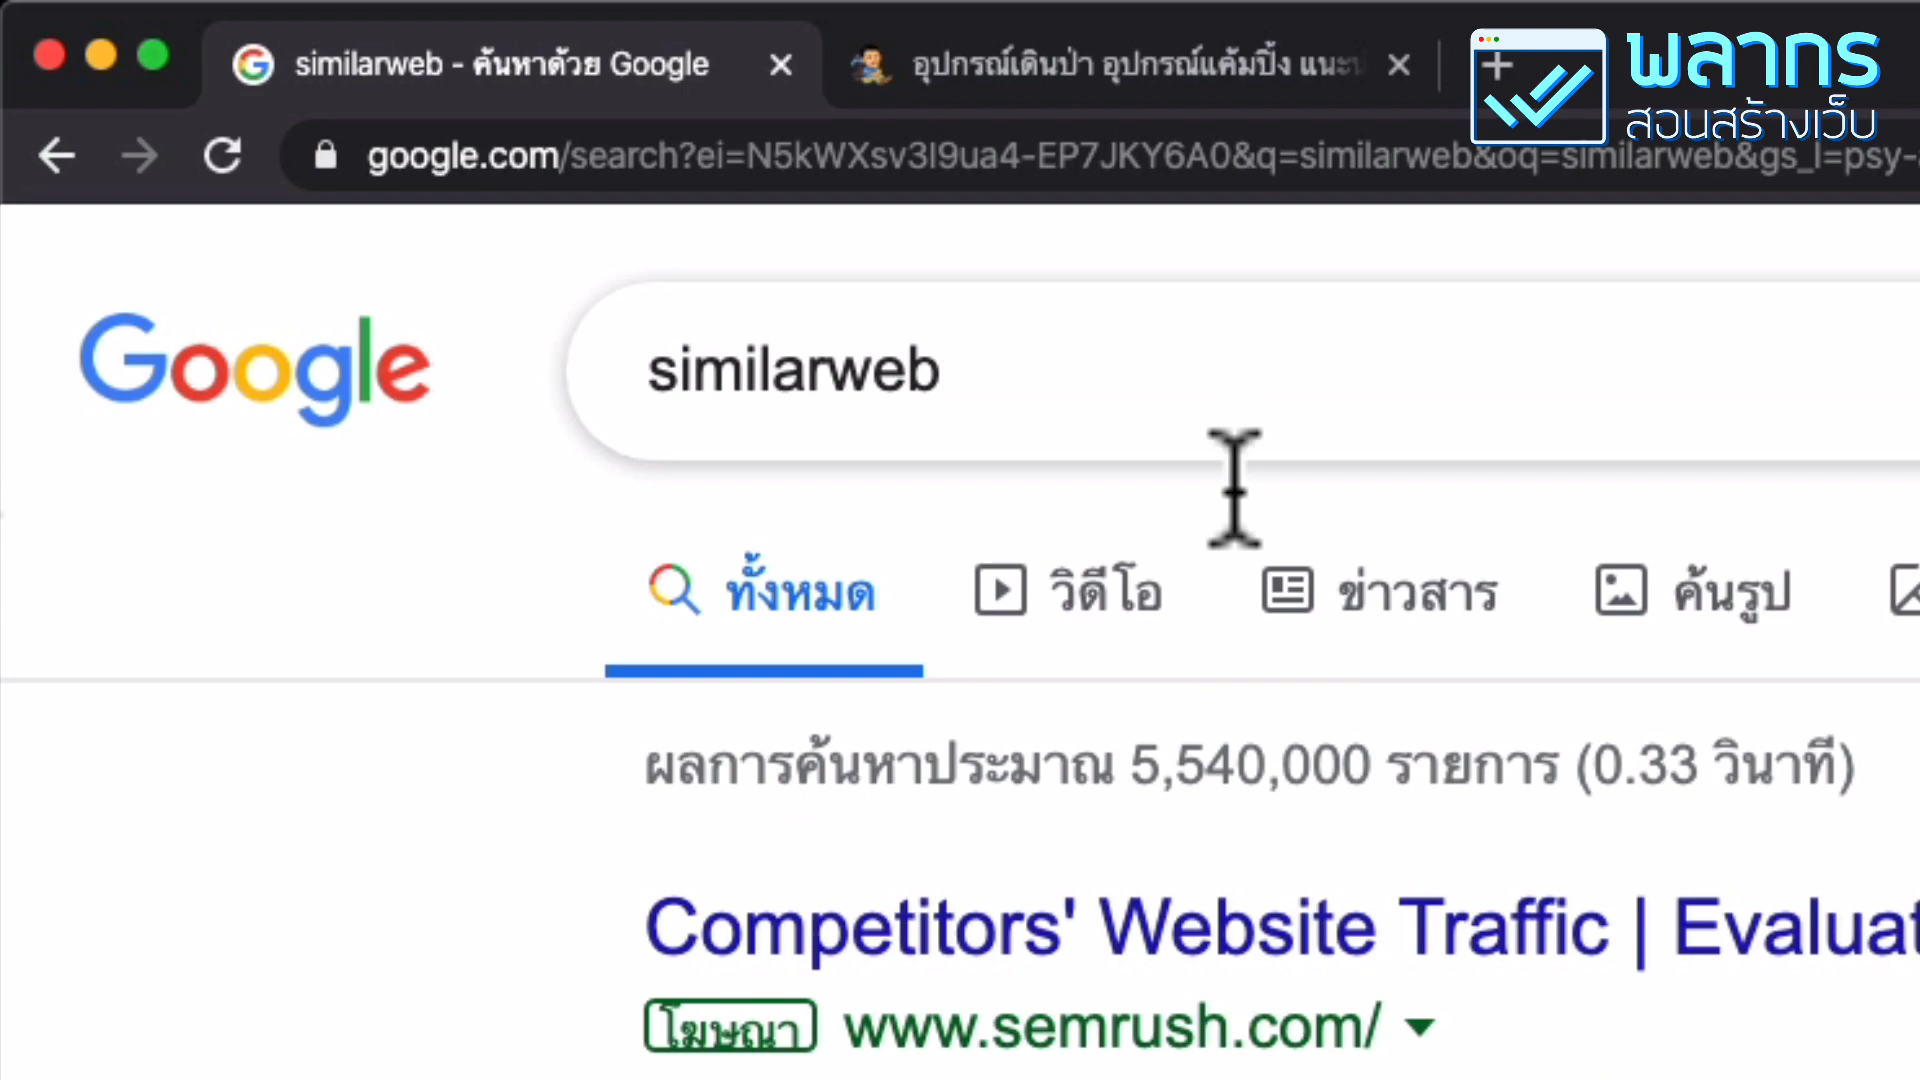 similarweb - ค้นหาด้วย Google
อุปกรณ์เดินป่า อุปกรณ์แค้มปิ้ง
พลากร
สอนสร้างเว็บ
google.com/search?ei=N5kWXsv3I9ua4-EP7JKY6A0&q=similarweb&oq=similarweb&gs_l=psy-
Google
similarweb
ทั้งหมด
วิดีโอ
ข่าวสาร
ค้นรูป
ผลการค้นหาประมาณ 5,540,000 รายการ (0.33 วินาที)
Competitors' Website Traffic | Evaluat
โฆษณา www.semrush.com/